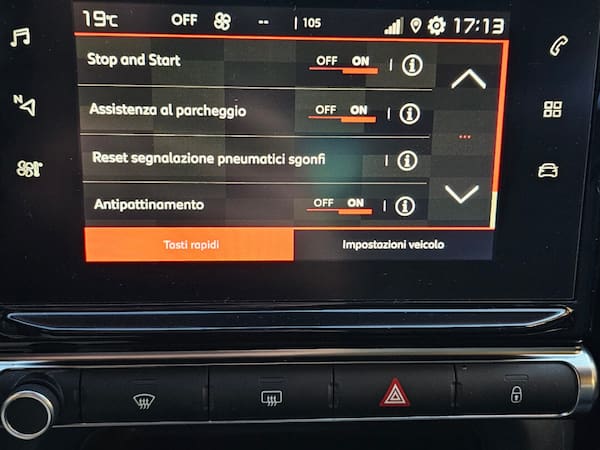 19°C OFF -- | 105 17:13
Stop and Start OFF ON
Assistenza al parcheggio OFF ON
Reset segnalazione pneumatici sgonfi
Antipattinamento OFF ON
Tasti rapidi Impostazioni veicolo
N